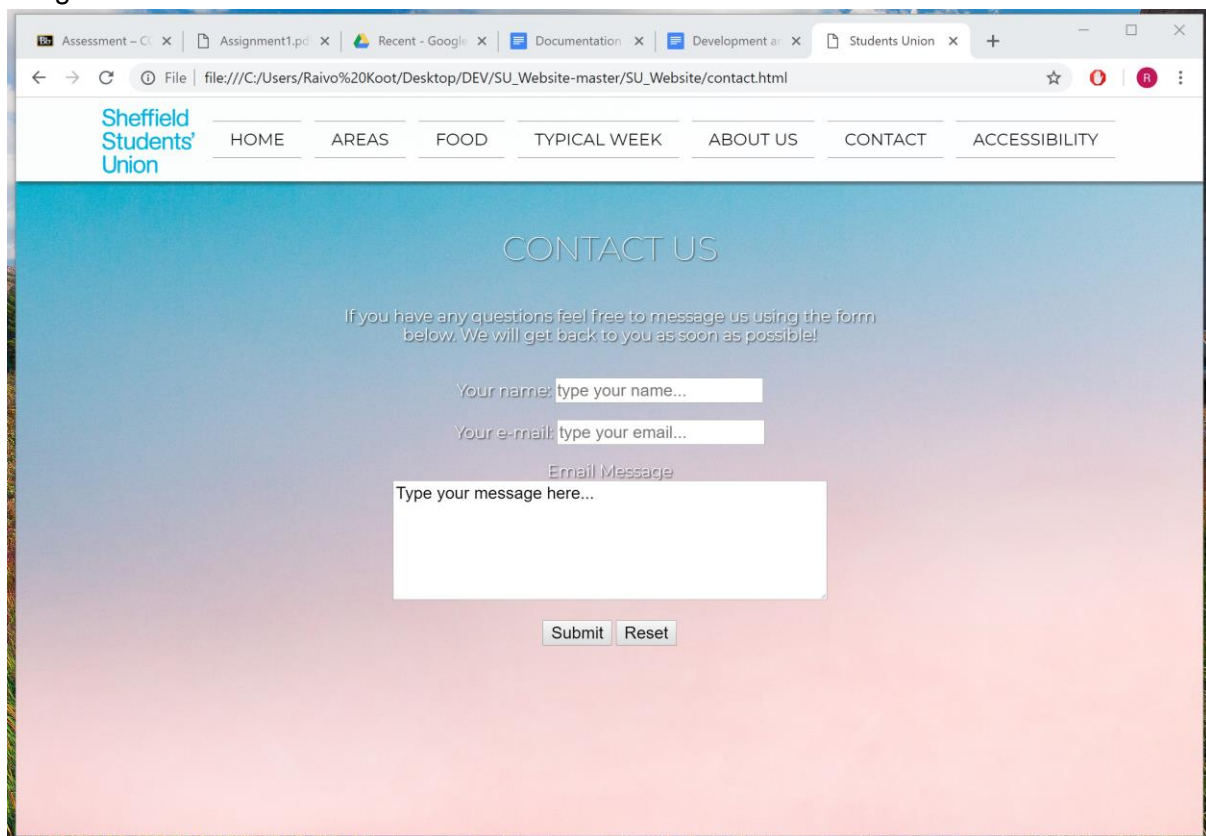 Assessment – C
Assignment1.pd
Recent - Google
Documentation
Development ar
Students Union
File
file:///C:/Users/Raivo%20Koot/Desktop/DEV/SU_Website-master/SU_Website/contact.html
R
Sheffield
Students'
Union
HOME AREAS FOOD TYPICAL WEEK ABOUT US CONTACT ACCESSIBILITY
CONTACT US
If you have any questions feel free to message us using the form
below. We will get back to you as soon as possible!
Your name: type your name...
Your e-mail: type your email...
Email Message
Type your message here...
Submit Reset